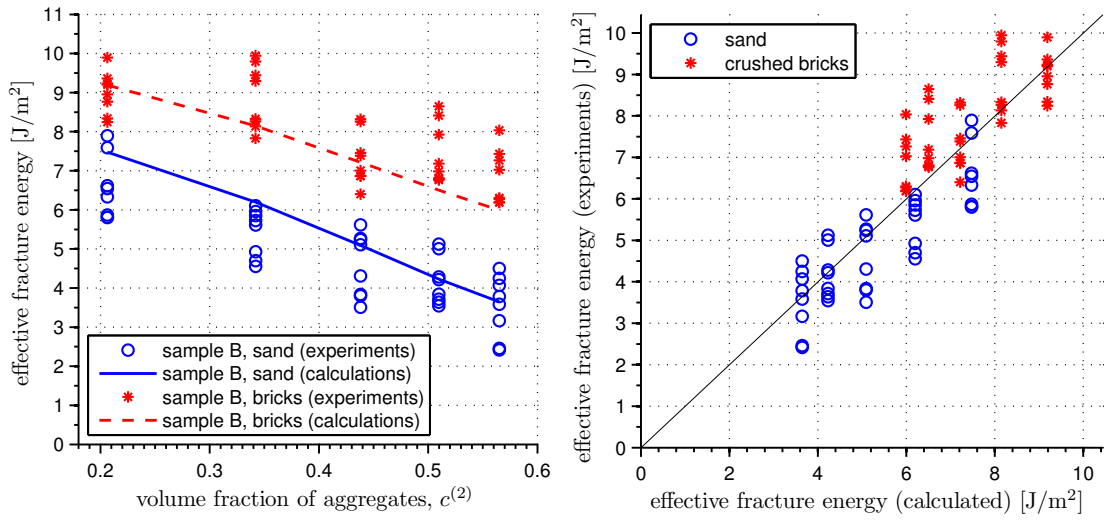 11
10
9
8
7
6
5
4
3
2
1
0
effective fracture energy [J/m²]
sample B, sand (experiments)
sample B, sand (calculations)
sample B, bricks (experiments)
sample B, bricks (calculations)
0.2 0.3 0.4 0.5 0.6
volume fraction of aggregates, c⁽²⁾
10
9
8
7
6
5
4
3
2
1
0
effective fracture energy (experiments) [J/m²]
sand
crushed bricks
0 2 4 6 8 10
effective fracture energy (calculated) [J/m²]